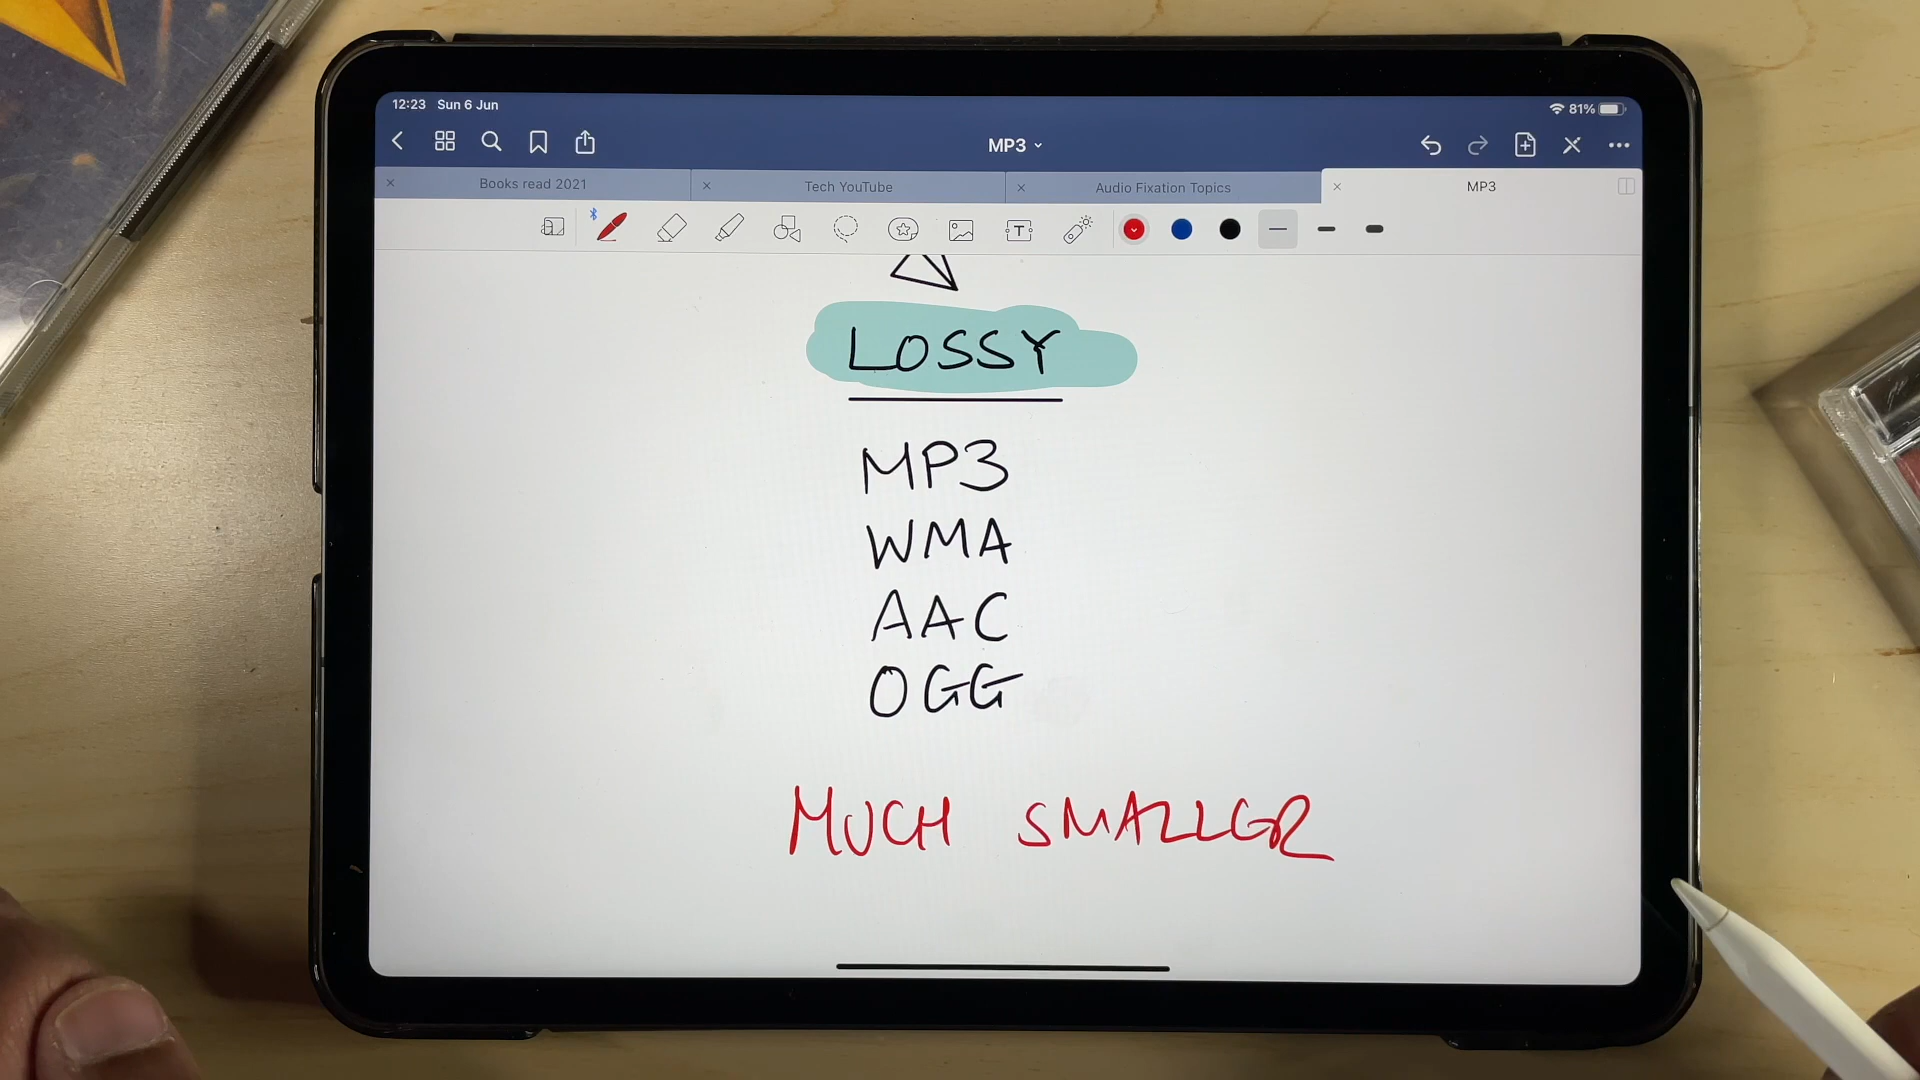 12:23 Sun 6 Jun
81%
MP3
Books read 2021
Tech YouTube
Audio Fixation Topics
MP3
T
LOSSY
MP3
WMA
AAC
OGG
MUCH SMALLER